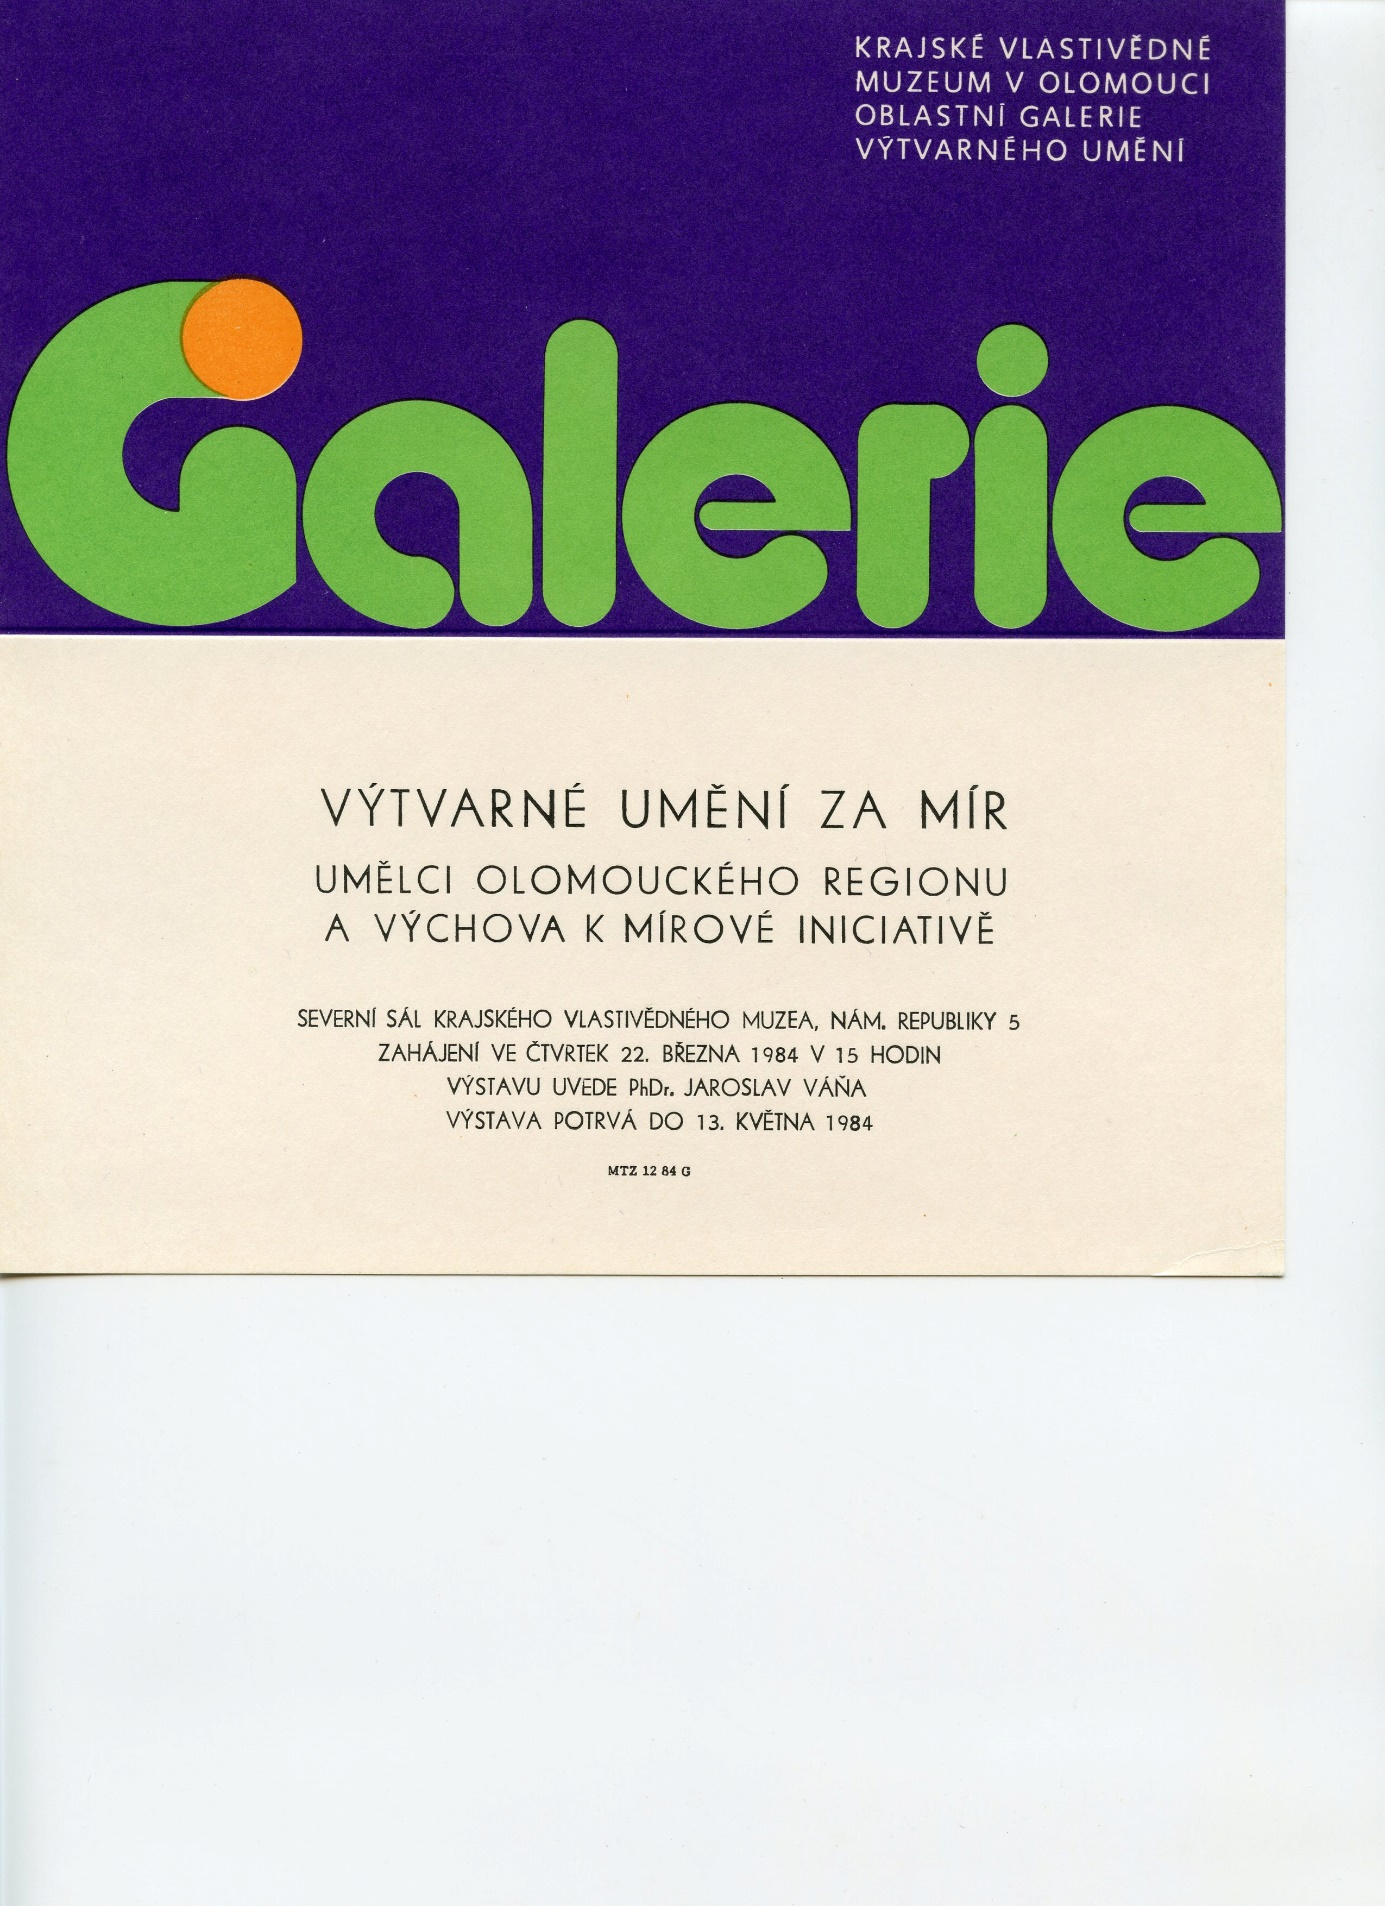 KRAJSKÉ VLASTIVĚDNÉ
MUZEUM V OLOMOUCI
OBLASTNÍ GALERIE
VÝTVARNÉHO UMĚNÍ
Galerie
VÝTVARNÉ UMĚNÍ ZA MÍR
UMĚLCI OLOMOUCKÉHO REGIONU
A VÝCHOVA K MÍROVÉ INICIATIVĚ
SEVERNÍ SÁL KRAJSKÉHO VLASTIVĚDNÉHO MUZEA, NÁM. REPUBLIKY 5
ZAHÁJENÍ VE ČTVRTEK 22. BŘEZNA 1984 V 15 HODIN
VÝSTAVU UVEDE PhDr. JAROSLAV VÁŇA
VÝSTAVA POTRVÁ DO 13. KVĚTNA 1984
MTZ 12 84 G